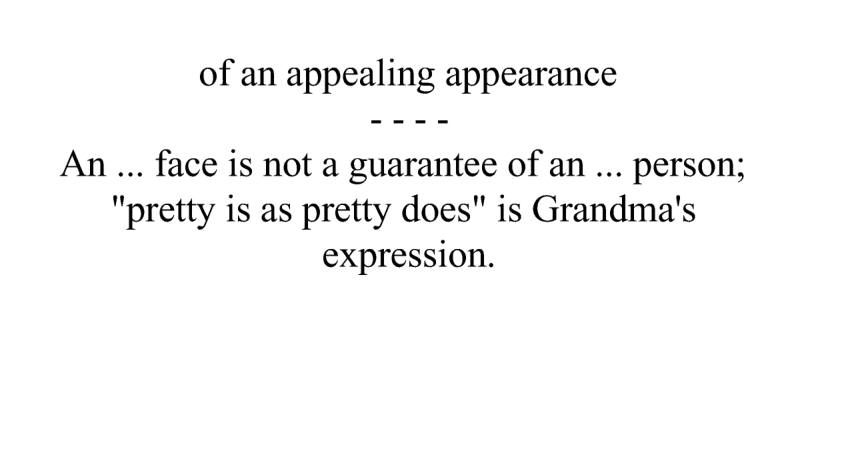 of an appealing appearance
- - - -
An ... face is not a guarantee of an ... person;
"pretty is as pretty does" is Grandma's
expression.